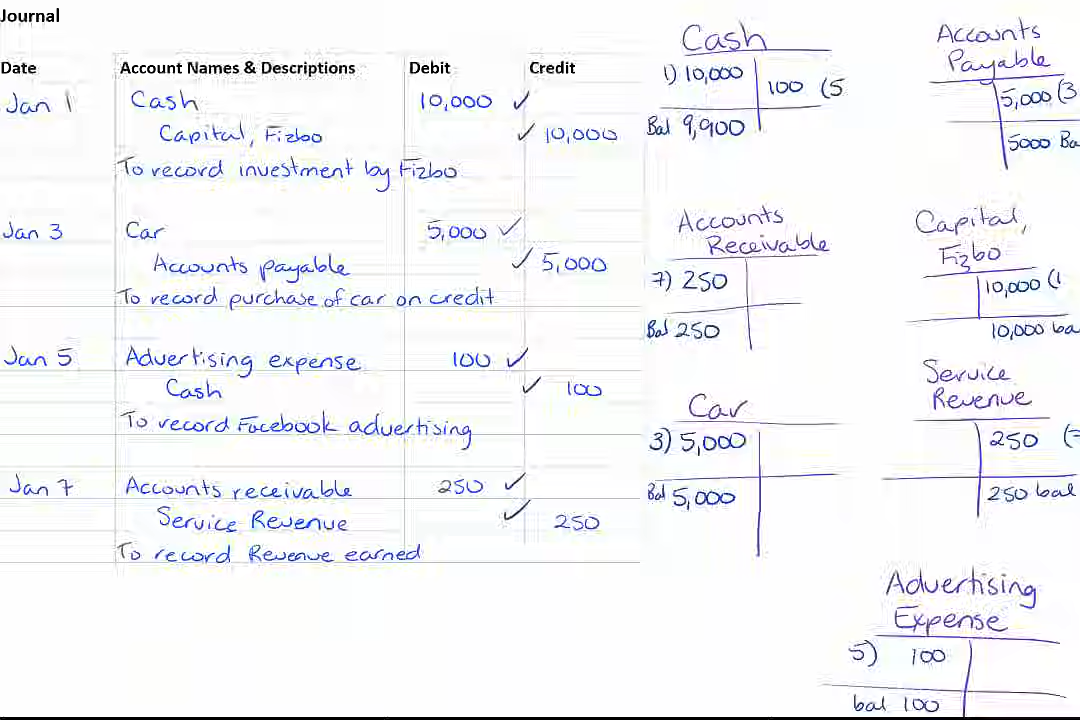 Journal
Date Account Names & Descriptions Debit Credit
Jan 1 Cash 10,000 ✓
Capital, Fizbo ✓ 10,000
To record investment by Fizbo
Jan 3 Car 5,000 ✓
Accounts payable ✓ 5,000
To record purchase of car on credit
Jan 5 Advertising expense 100 ✓
Cash ✓ 100
To record Facebook advertising
Jan 7 Accounts receivable 250 ✓
Service Revenue ✓ 250
To record Revenue earned
Cash
1) 10,000 100 (5
Bal 9,900
Accounts
Receivable
7) 250
Bal 250
Car
3) 5,000
Bal 5,000
Accounts
Payable
5,000 (3
5000 Ba
Capital,
Fizbo
10,000 (1
10,000 ba
Service
Revenue
250 (
250 bal
Advertising
Expense
5) 100
bal 100